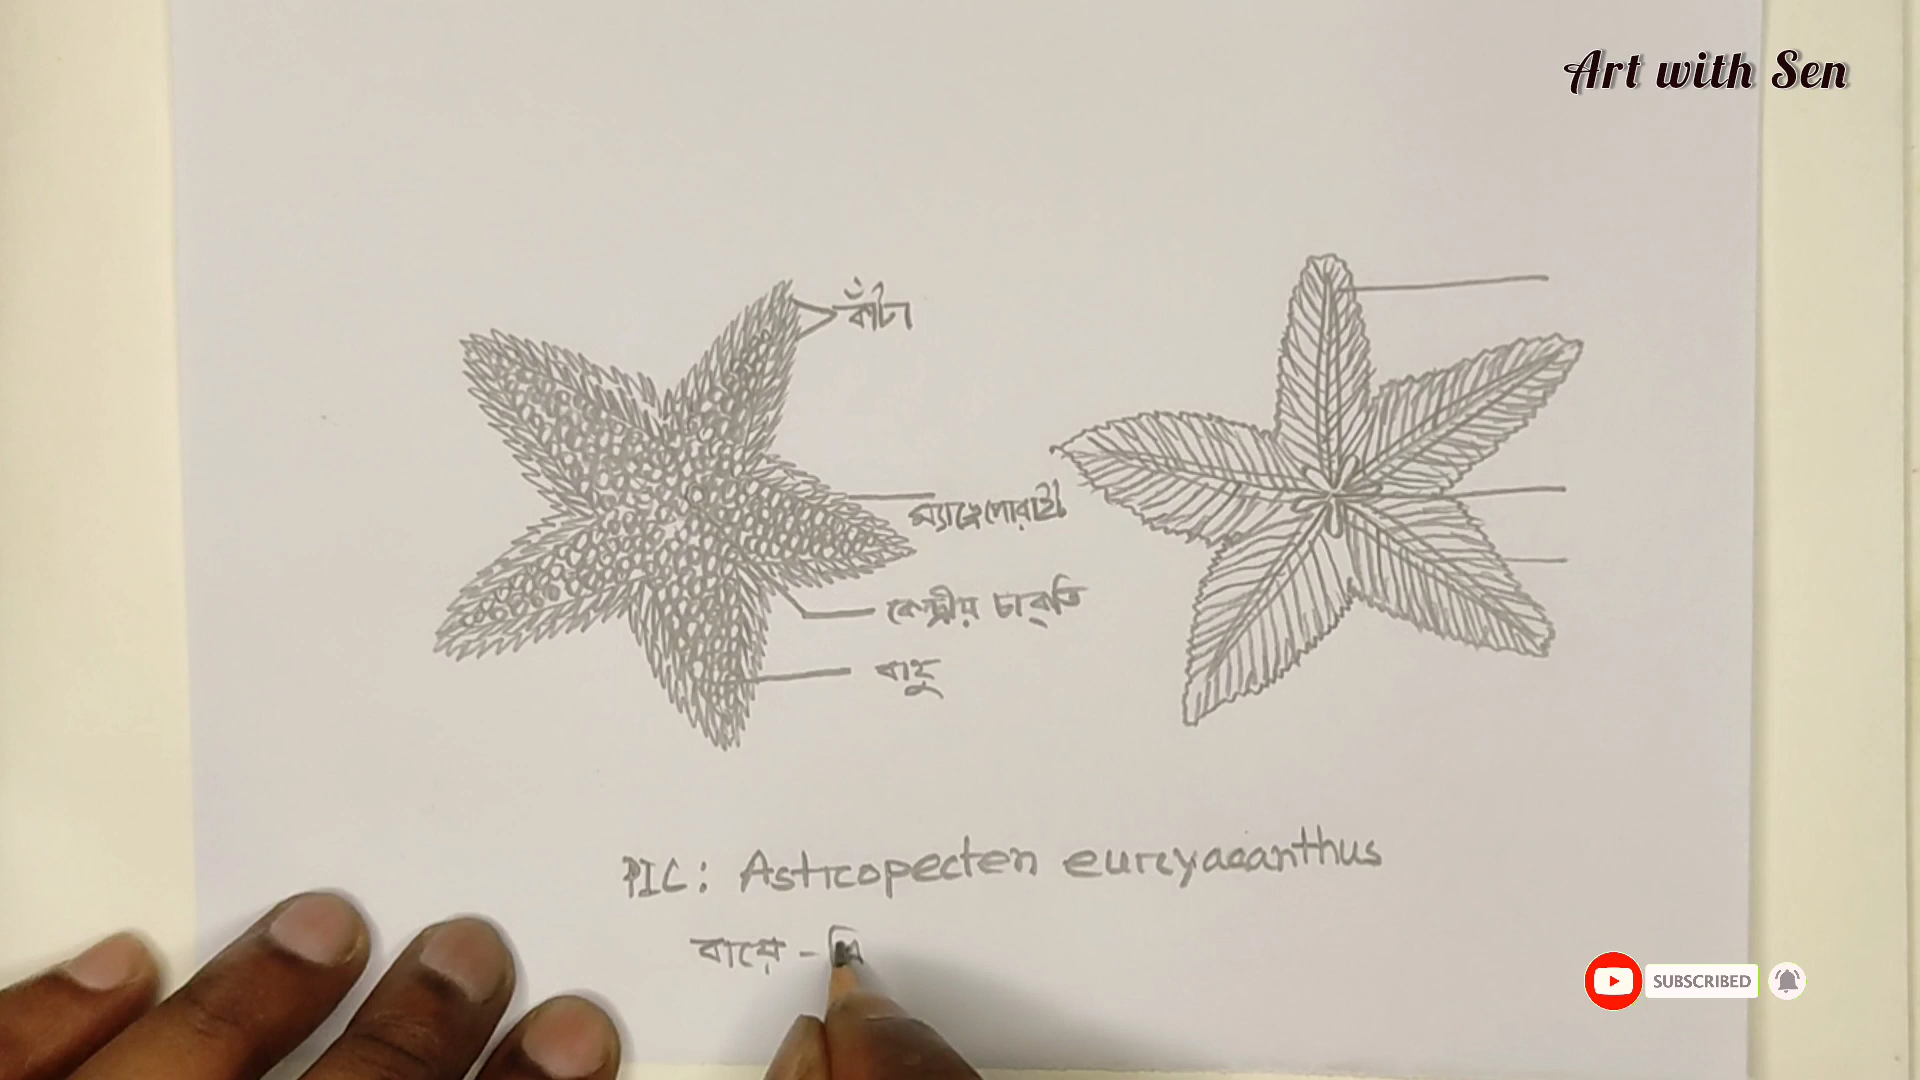 Art with Sen
কাঁটা
ম্যাড্রেপোরাইট
কেন্দ্রীয় চাকতি
বাহু
PIC: Astropecten euryacanthus
বায়ে -
SUBSCRIBED